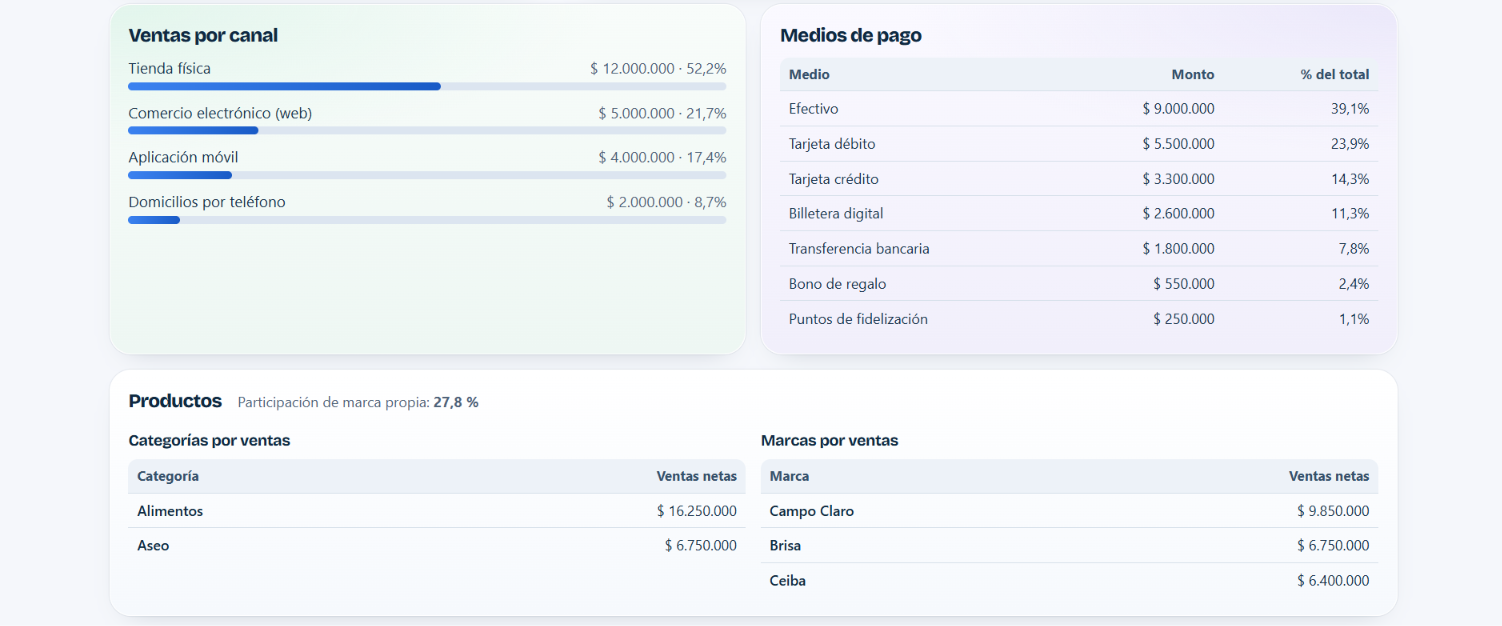 Ventas por canal
Tienda física $ 12.000.000 · 52,2%
Comercio electrónico (web) $ 5.000.000 · 21,7%
Aplicación móvil $ 4.000.000 · 17,4%
Domicilios por teléfono $ 2.000.000 · 8,7%
Medios de pago
Medio Monto % del total
Efectivo $ 9.000.000 39,1%
Tarjeta débito $ 5.500.000 23,9%
Tarjeta crédito $ 3.300.000 14,3%
Billetera digital $ 2.600.000 11,3%
Transferencia bancaria $ 1.800.000 7,8%
Bono de regalo $ 550.000 2,4%
Puntos de fidelización $ 250.000 1,1%
Productos Participación de marca propia: 27,8 %
Categorías por ventas
Categoría Ventas netas
Alimentos $ 16.250.000
Aseo $ 6.750.000
Marcas por ventas
Marca Ventas netas
Campo Claro $ 9.850.000
Brisa $ 6.750.000
Ceiba $ 6.400.000